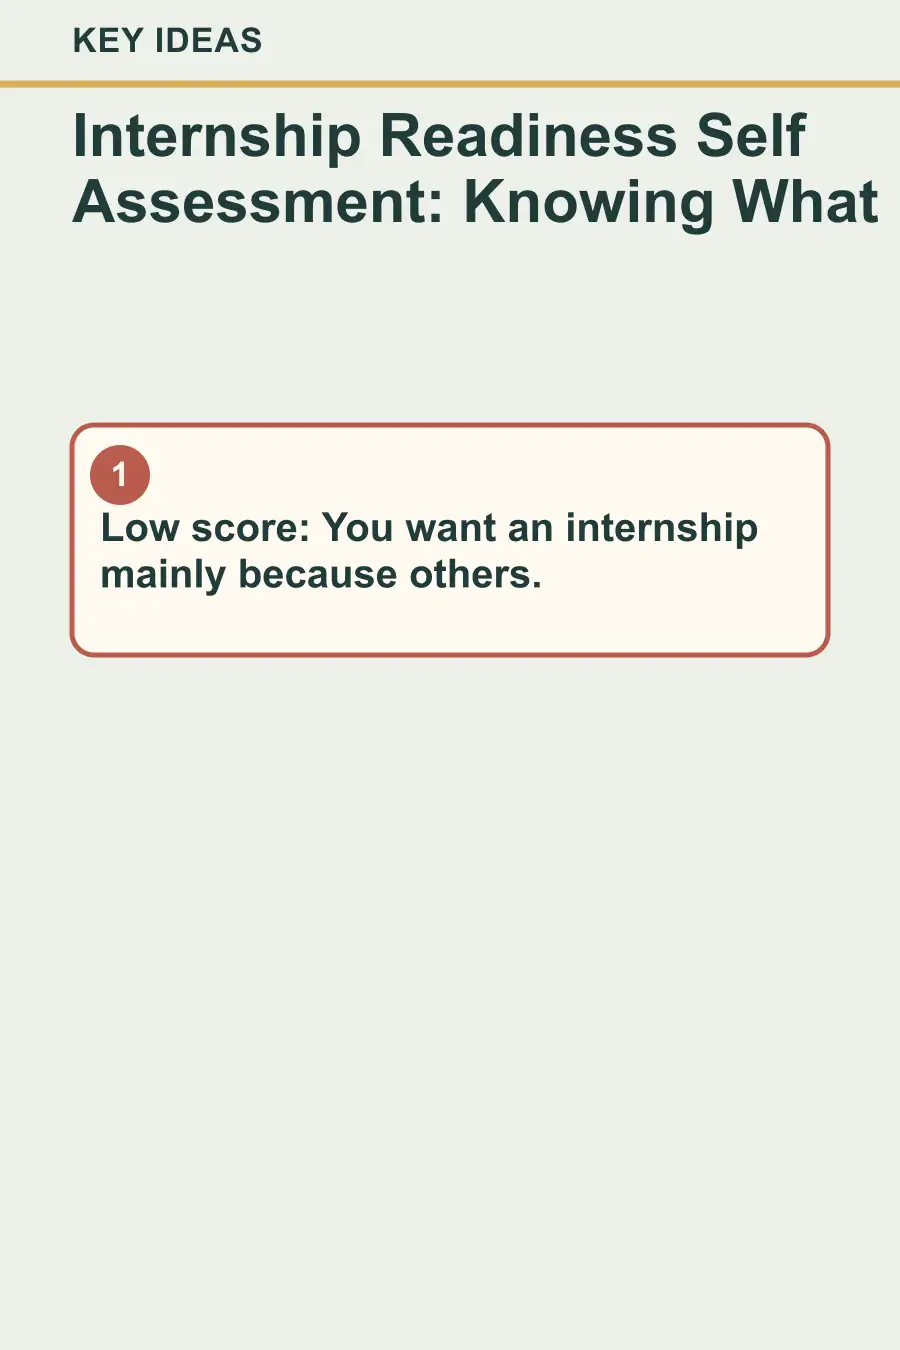 KEY IDEAS
Internship Readiness Self
Assessment: Knowing What
1
Low score: You want an internship
mainly because others.